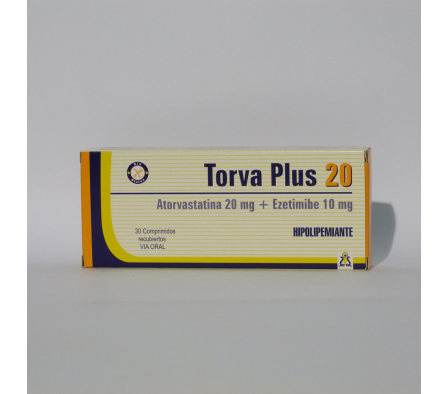 Torva Plus 20
Atorvastatina 20 mg + Ezetimibe 10 mg
30 Comprimidos
recubiertos
VIA ORAL
HIPOLIPEMIANTE